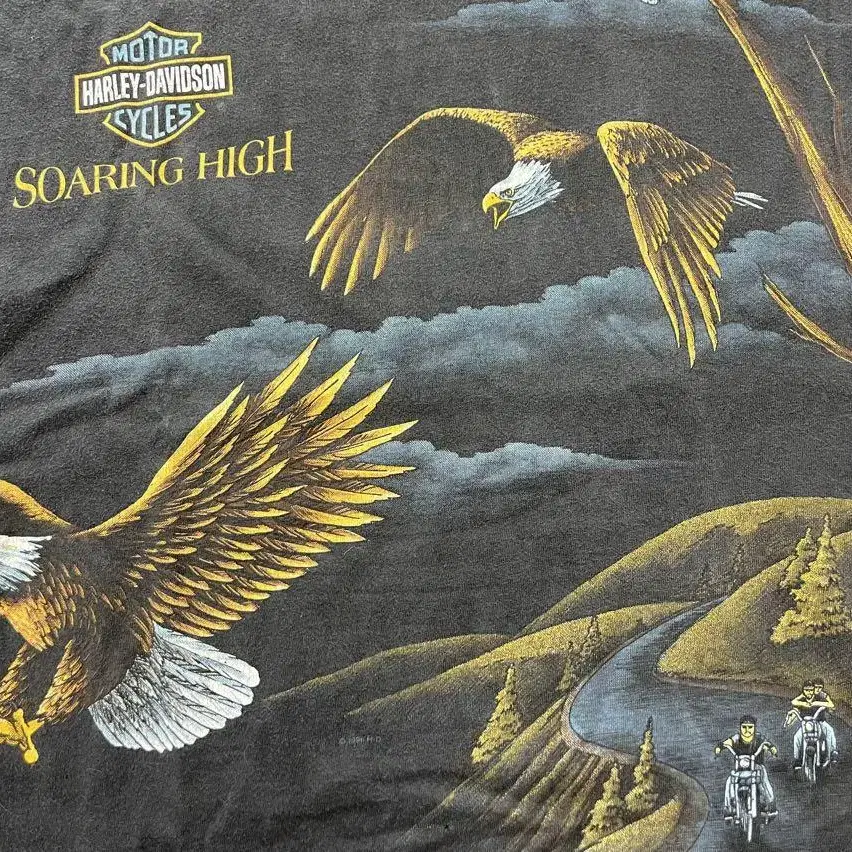 MOTOR
HARLEY-DAVIDSON
CYCLES
SOARING HIGH